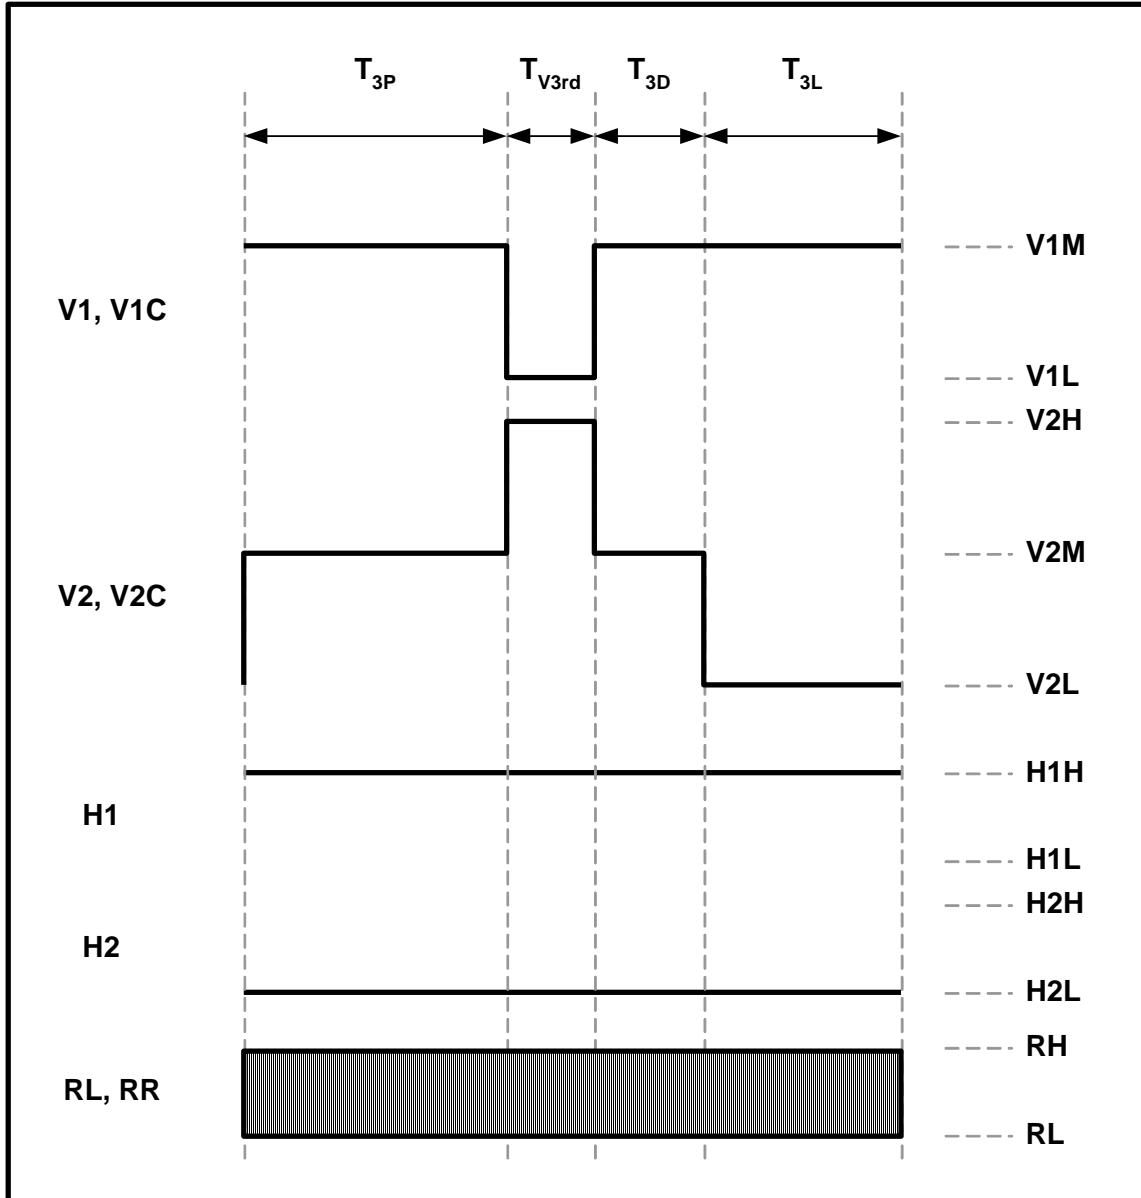 T3P TV3rd T3D T3L
V1M
V1, V1C
V1L
V2H
V2M
V2, V2C
V2L
H1H
H1
H1L
H2H
H2
H2L
RH
RL, RR
RL